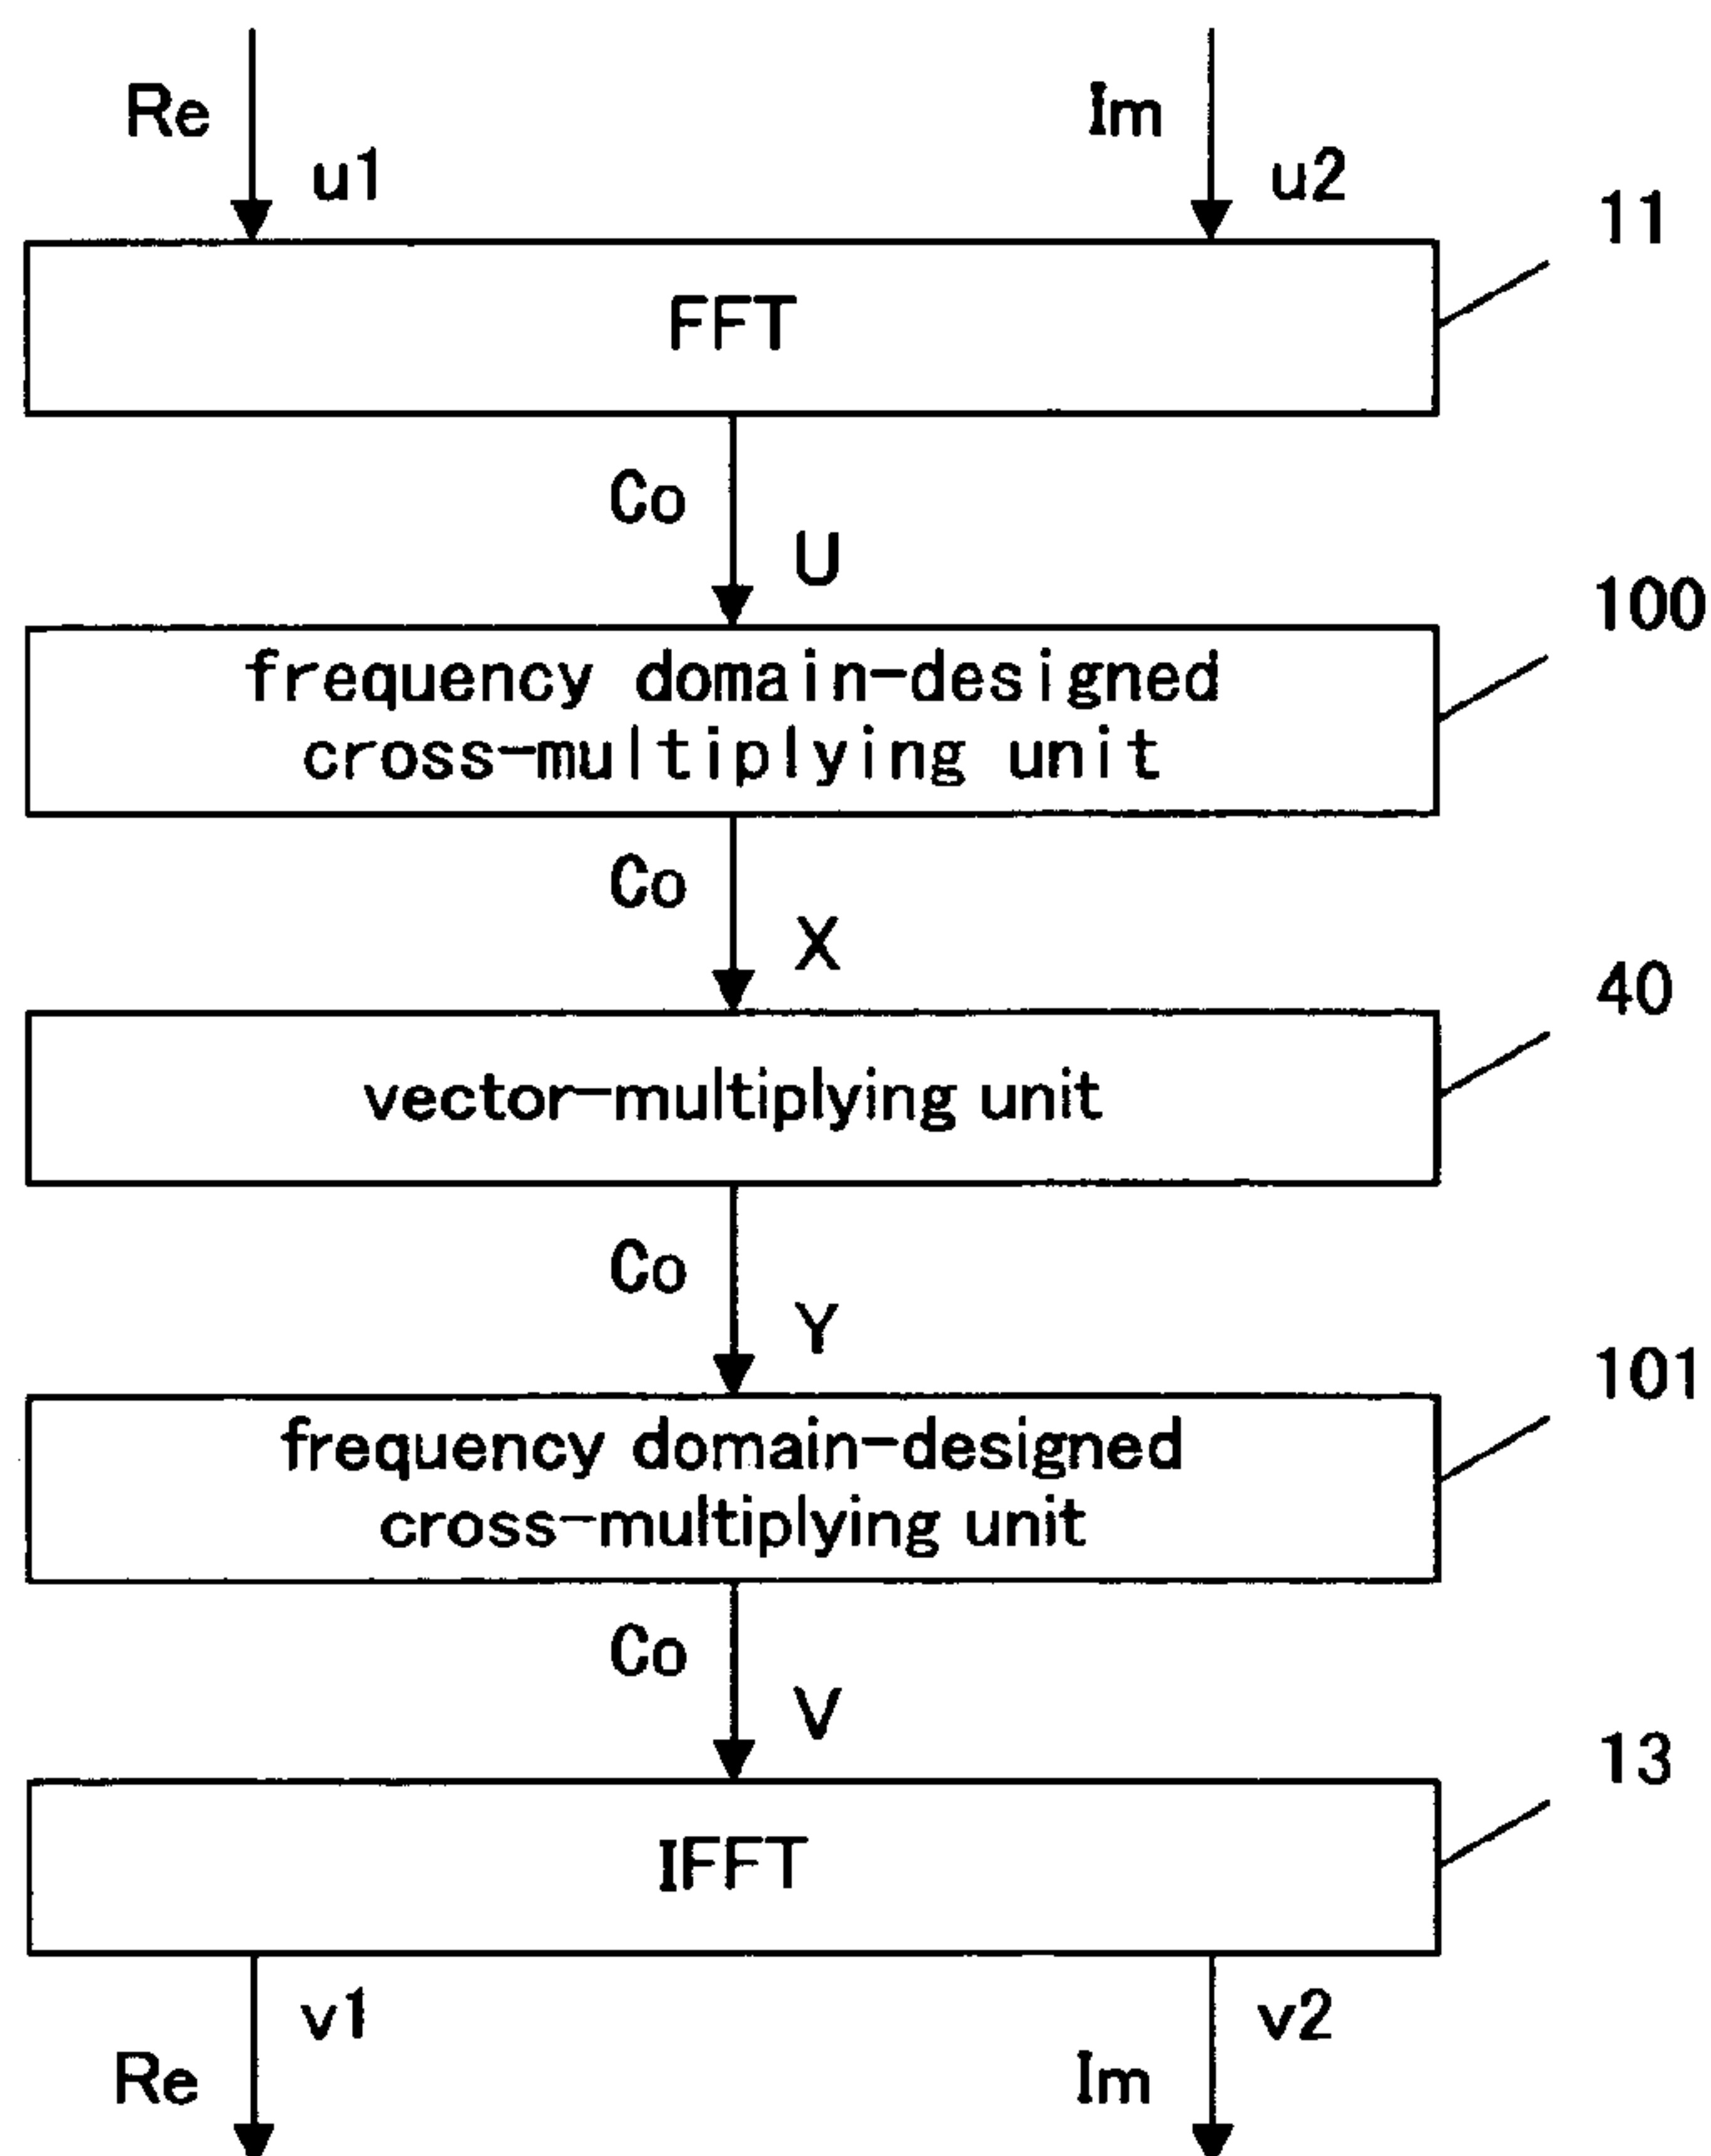 Re
Im
u1
u2
11
FFT
Co
U
100
frequency domain-designed
cross-multiplying unit
Co
X
40
vector-multiplying unit
Co
Y
101
frequency domain-designed
cross-multiplying unit
Co
V
13
IFFT
v1
v2
Re
Im